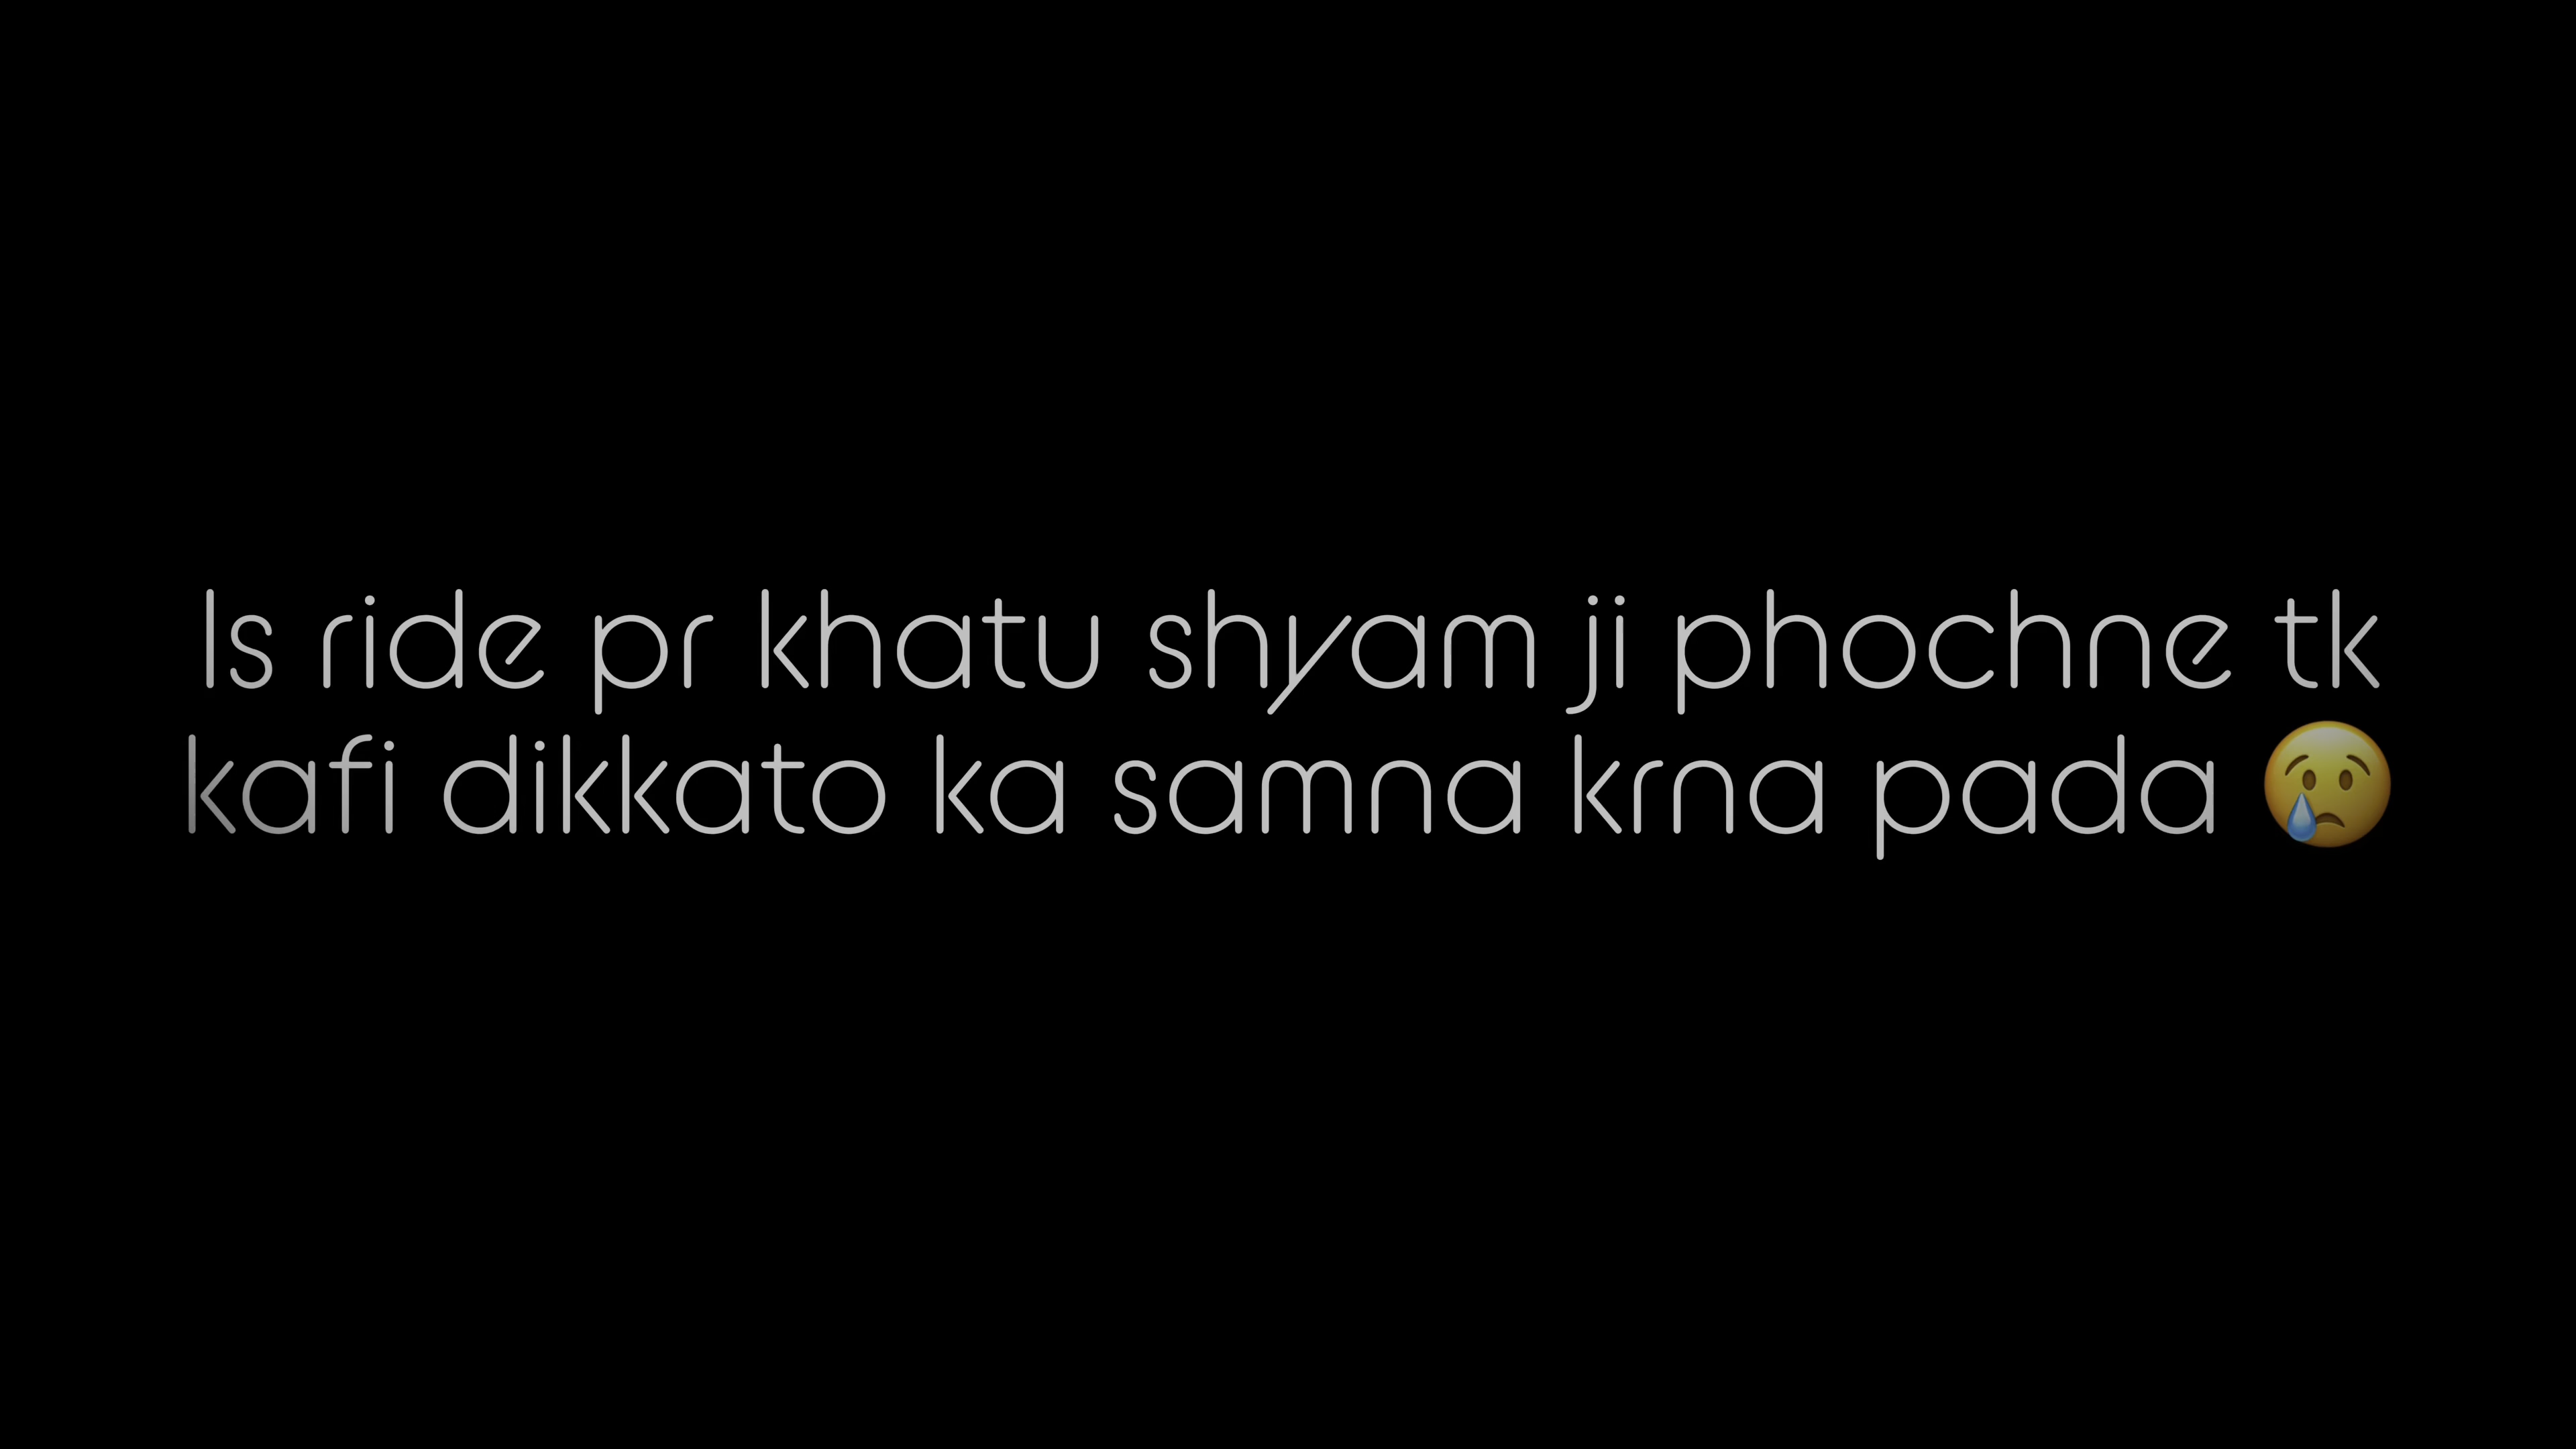 Is ride pr khatu shyam ji phochne tk
kafi dikkato ka samna krna pada 😢